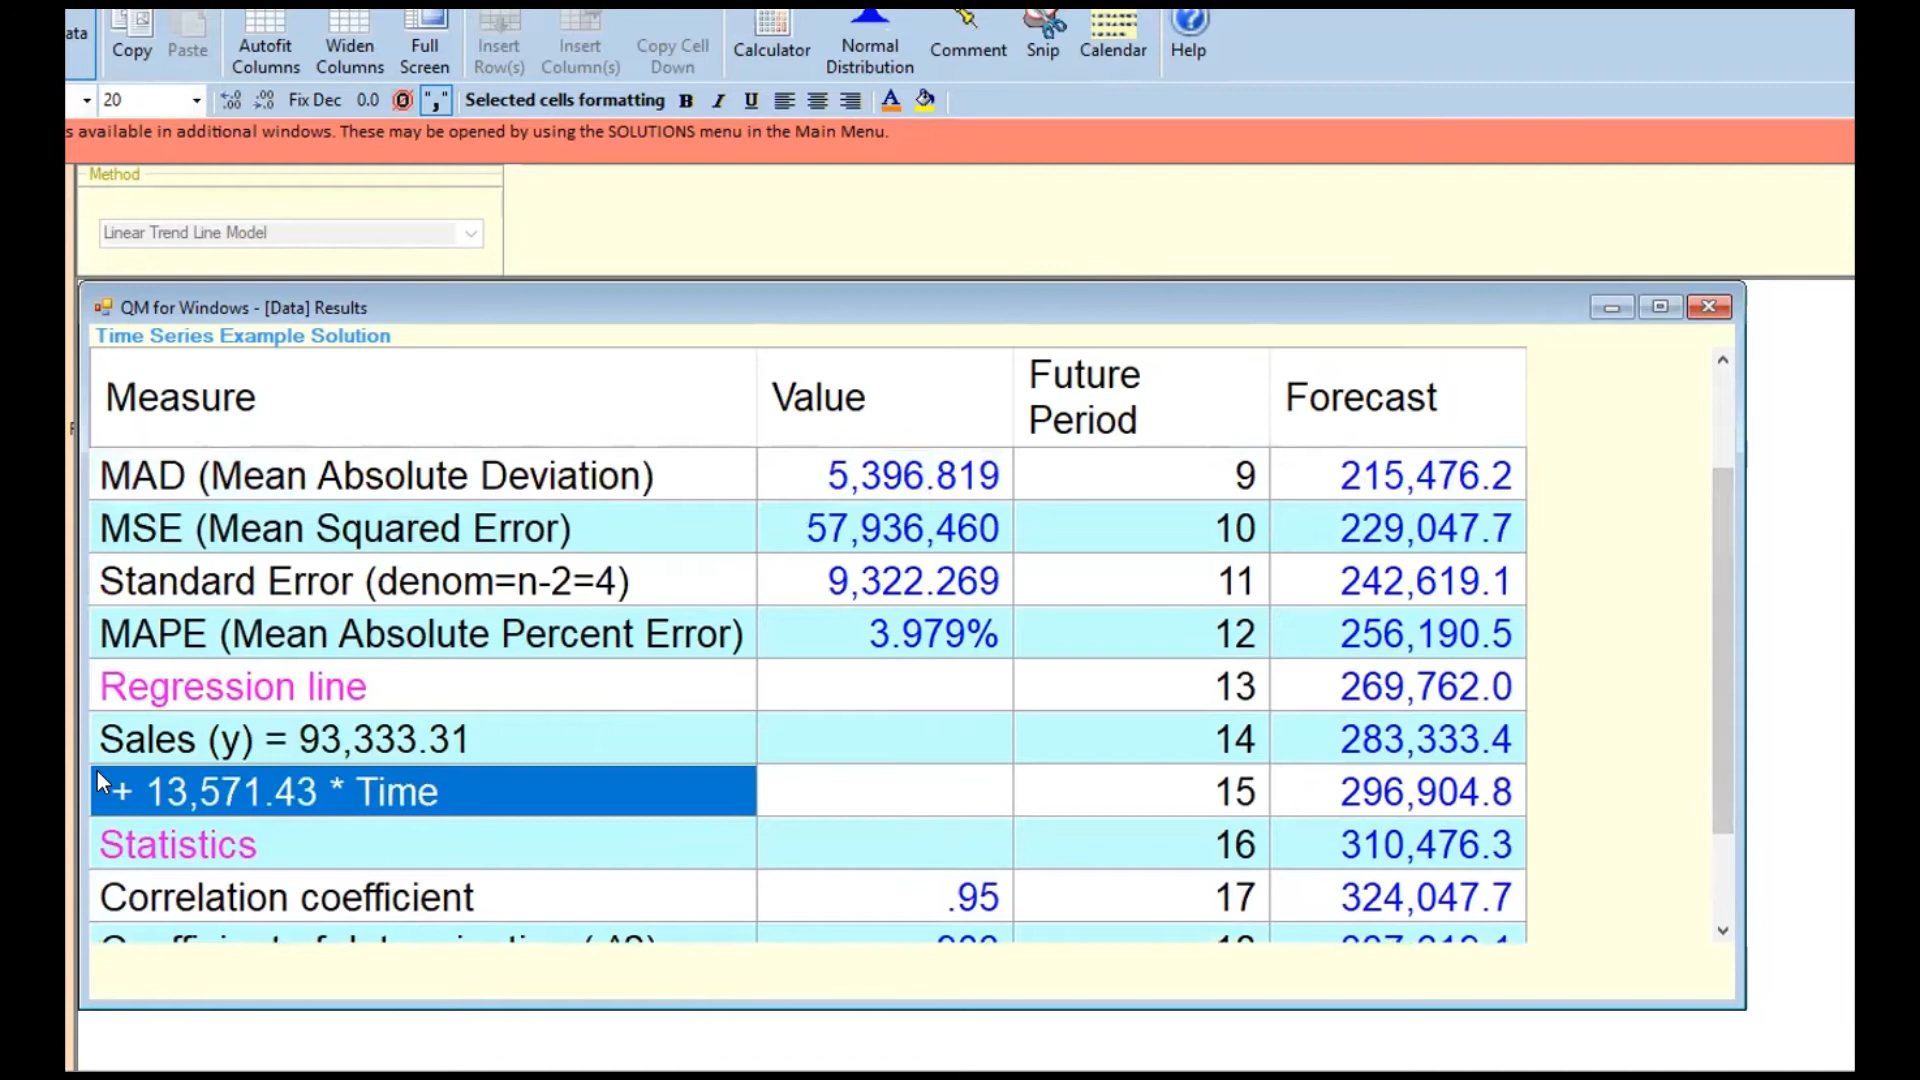 ata
Copy
Paste
Autofit Columns
Widen Columns
Full Screen
Insert Row(s)
Insert Column(s)
Copy Cell Down
Calculator
Normal Distribution
Comment
Snip
Calendar
Help
20 Fix Dec 0.0 "," Selected cells formatting B I U A
s available in additional windows. These may be opened by using the SOLUTIONS menu in the Main Menu.
Method
Linear Trend Line Model
QM for Windows - [Data] Results
Time Series Example Solution
Measure Value Future Period Forecast
MAD (Mean Absolute Deviation) 5,396.819 9 215,476.2
MSE (Mean Squared Error) 57,936,460 10 229,047.7
Standard Error (denom=n-2=4) 9,322.269 11 242,619.1
MAPE (Mean Absolute Percent Error) 3.979% 12 256,190.5
Regression line 13 269,762.0
Sales (y) = 93,333.31 14 283,333.4
+ 13,571.43 * Time 15 296,904.8
Statistics 16 310,476.3
Correlation coefficient .95 17 324,047.7